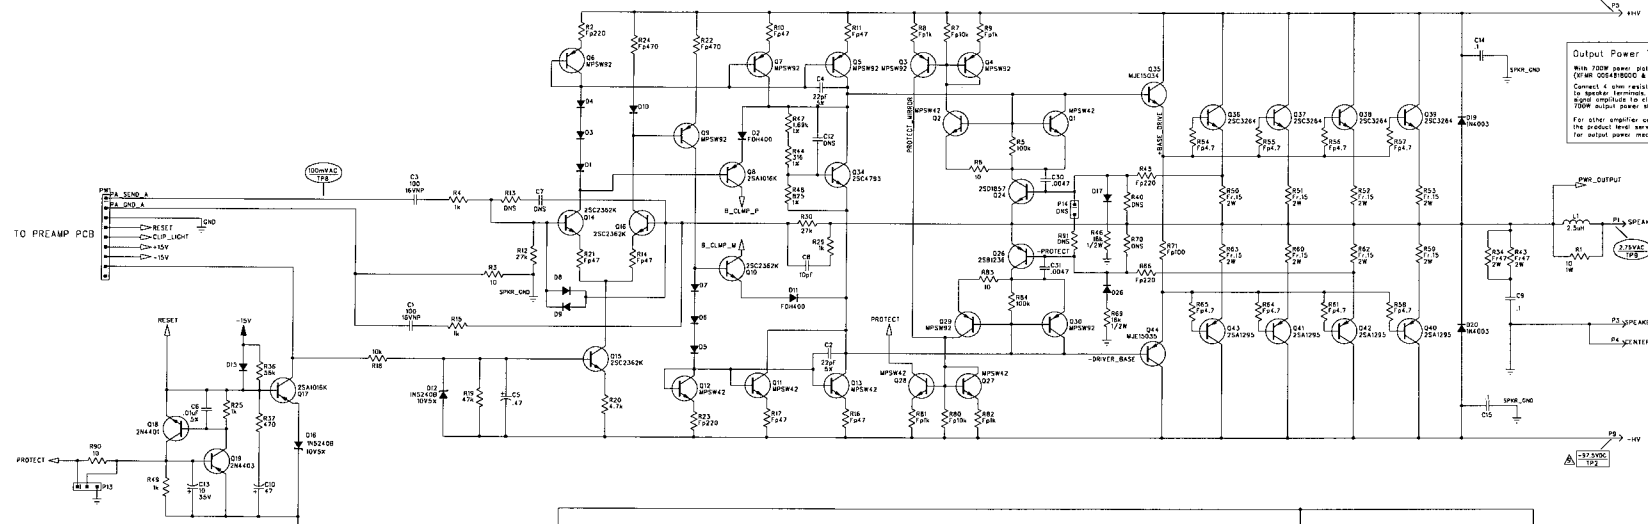 P5
+HV
R2
Fp220
R24
Fp470
R22
Fp470
R10
Fp47
R11
Fp47
R8
Fp1k
R7
Fp10k
R9
Fp1k
Q6
MPSW92
Q7
MPSW92
Q5
MPSW92
Q3
MPSW92
Q4
MPSW92
Q35
MJE15034
C14
.1
SPKR_GND
Output Power
With 700W power
Connect 4 ohm
to speaker terminals.
signal amplitude to
700W output power
For other amplifier
the product level
for output power
D4
D3
D1
D10
C4
22pF
5%
Q9
MPSW92
D2
FDH400
R47
1.69k
1%
R44
316
1%
R48
825
1%
C12
DNS
Q8
2SA1016K
Q34
2SC4793
B_CLMP_P
PROTECT_MIRROR
MPSW42
Q2
MPSW42
Q1
R5
100k
R6
10
C30
.0047
2SD1857
Q24
+BASE_DRIVE
Q36
2SC3264
Q37
2SC3264
Q38
2SC3264
Q39
2SC3264
R54
Fp4.7
R55
Fp4.7
R56
Fp4.7
R57
Fp4.7
D19
1N4003
100mVAC
TP8
PM1
PA_SEND_A
PA_GND_A
GND
RESET
CLIP_LIGHT
+15V
-15V
TO PREAMP PCB
C3
100
16VNP
R4
1k
R13
DNS
C7
DNS
2SC2362K
Q14
Q16
2SC2362K
R12
27k
R3
10
SPKR_GND
R21
Fp47
R14
Fp47
D8
D9
C1
100
16VNP
R15
1k
R30
27k
R29
1k
C8
10pF
B_CLMP_M
2SC2362K
Q10
D11
FDH400
D7
D6
D5
P14
DNS
D17
R40
DNS
R43
Fp220
R91
DNS
R46
18k
1/2W
R70
DNS
R71
Fp100
-PROTECT
Q26
2SB1236
C31
.0047
R66
Fp220
R83
10
R84
100k
D26
R69
18k
1/2W
Q29
MPSW92
Q30
MPSW92
R50
Fr.15
2W
R51
Fr.15
2W
R52
Fr.15
2W
R53
Fr.15
2W
R63
Fr.15
2W
R60
Fr.15
2W
R62
Fr.15
2W
R59
Fr.15
2W
PWR_OUTPUT
L1
2.5uH
R1
10
1W
P1
SPEAK
2.75VAC
TP6
R34
Fr47
2W
R43
Fr47
2W
C9
.1
P3
SPEAKE
P4
CENTER
R65
Fp4.7
R64
Fp4.7
R61
Fp4.7
R58
Fp4.7
Q43
2SA1295
Q41
2SA1295
Q42
2SA1295
Q40
2SA1295
D20
1N4003
Q44
MJE15035
-DRIVER_BASE
PROTECT
RESET
-15V
D13
R36
36k
2SA1016K
Q17
R18
10k
Q15
2SC2362K
D12
1N5240B
10V5%
R19
47k
C5
.47
R20
4.7k
C2
22pF
5%
Q12
MPSW42
Q11
MPSW42
Q13
MPSW42
MPSW42
Q28
MPSW42
Q27
R23
Fp220
R17
Fp47
R16
Fp47
R81
Fp1k
R80
Fp10k
R82
Fp1k
C6
.01uF
5%
R25
1k
R37
470
Q18
2N4401
D16
1N5240B
10V5%
Q19
2N4403
R90
10
PROTECT
P13
R49
1k
C13
10
35V
C10
47
.1
C15
SPKR_GND
P9
-HV
-97.5VDC
TP2